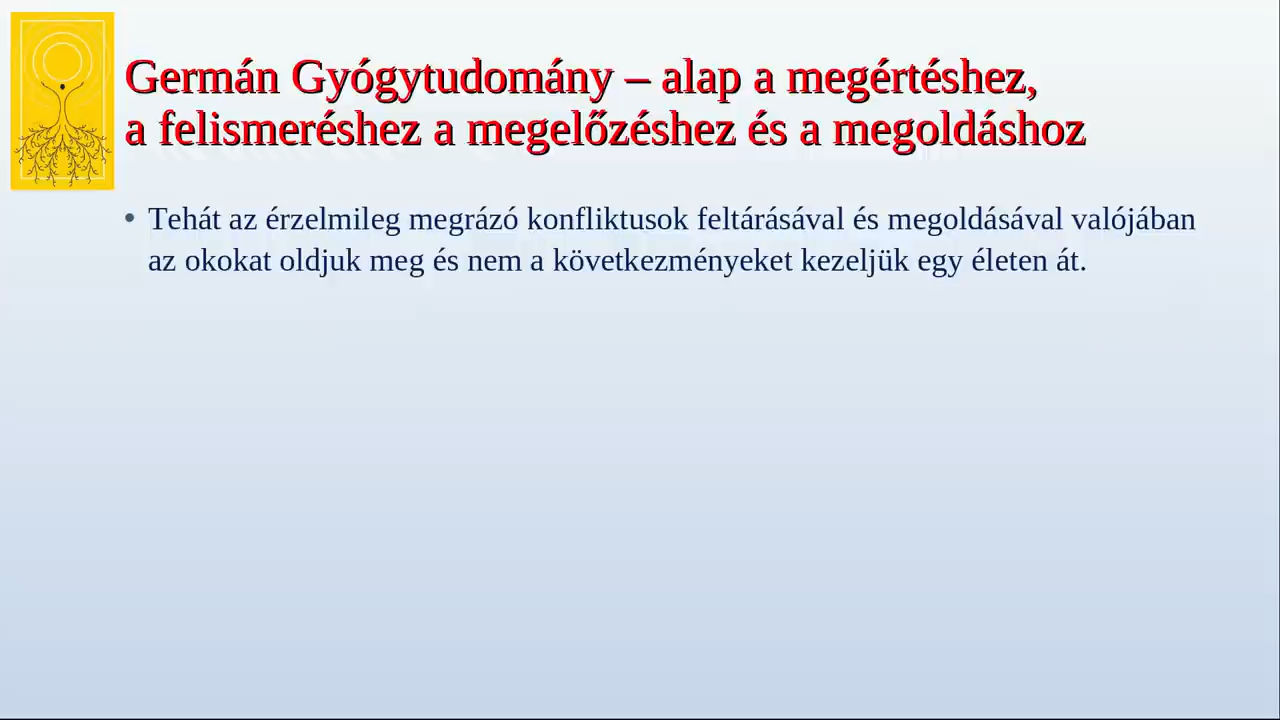 Germán Gyógytudomány – alap a megértéshez,
a felismeréshez a megelőzéshez és a megoldáshoz
• Tehát az érzelmileg megrázó konfliktusok feltárásával és megoldásával valójában
az okokat oldjuk meg és nem a következményeket kezeljük egy életen át.